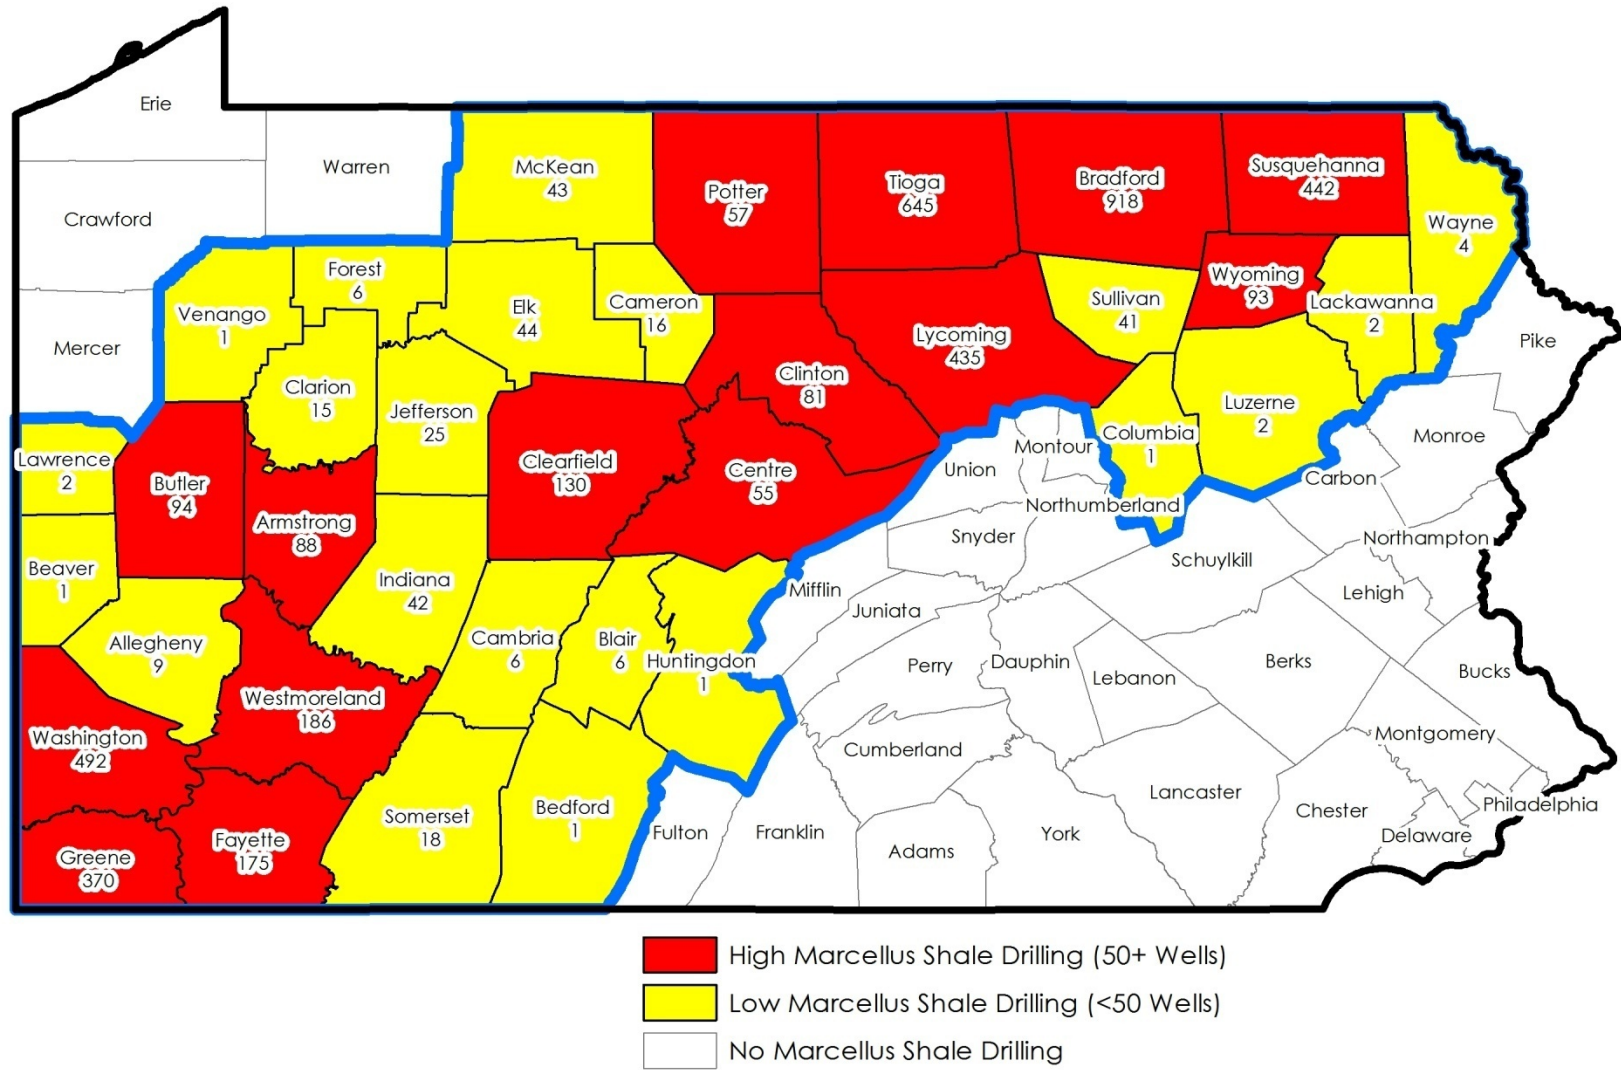 Erie
Warren
McKean
43
Potter
57
Tioga
645
Bradford
918
Susquehanna
442
Wayne
4
Crawford
Forest
6
Venango
1
Elk
44
Cameron
16
Sullivan
41
Wyoming
93
Lackawanna
2
Mercer
Pike
Clarion
15
Jefferson
25
Clinton
81
Lycoming
435
Luzerne
2
Lawrence
2
Butler
94
Armstrong
88
Clearfield
130
Centre
55
Union
Montour
Columbia
1
Monroe
Carbon
Northumberland
Snyder
Northampton
Schuylkill
Beaver
1
Indiana
42
Mifflin
Juniata
Lehigh
Allegheny
9
Cambria
6
Blair
6
Huntingdon
1
Perry
Dauphin
Lebanon
Berks
Bucks
Westmoreland
186
Washington
492
Cumberland
Montgomery
Lancaster
Philadelphia
Somerset
18
Bedford
1
Fulton
Franklin
Adams
York
Chester
Delaware
Fayette
175
Greene
370
High Marcellus Shale Drilling (50+ Wells)
Low Marcellus Shale Drilling (<50 Wells)
No Marcellus Shale Drilling